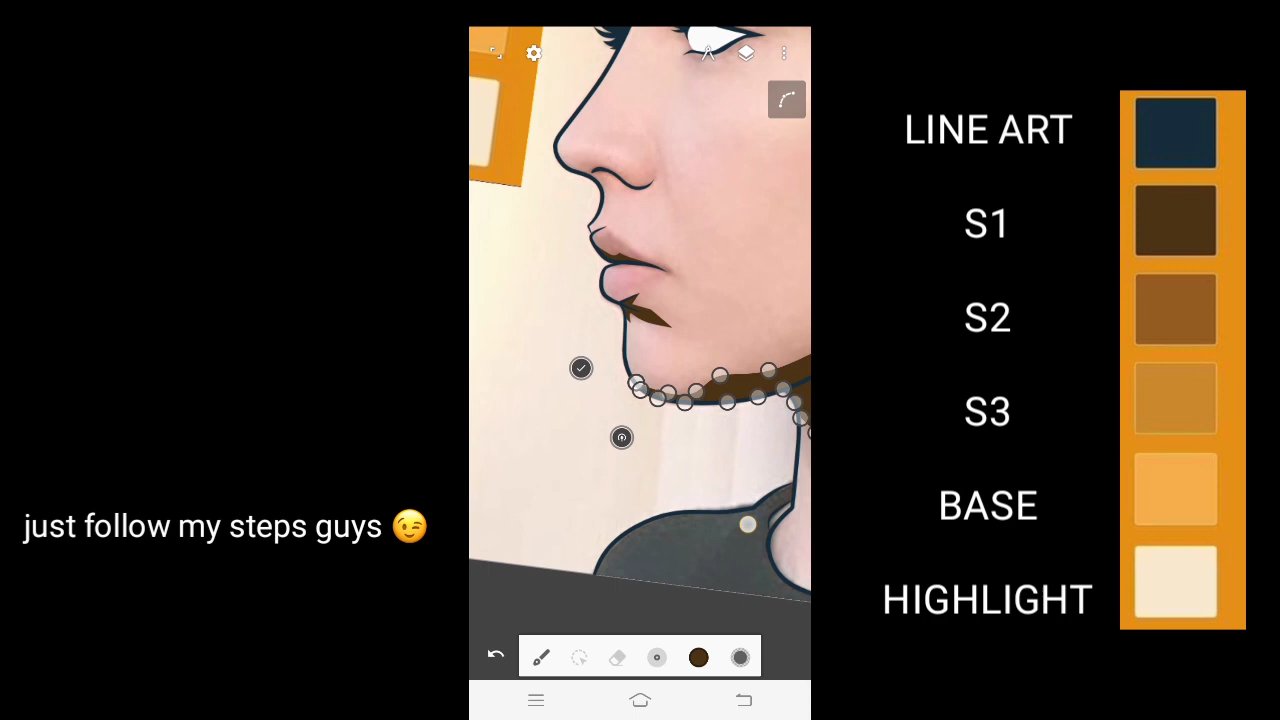 LINE ART
S1
S2
S3
BASE
HIGHLIGHT
just follow my steps guys 😉